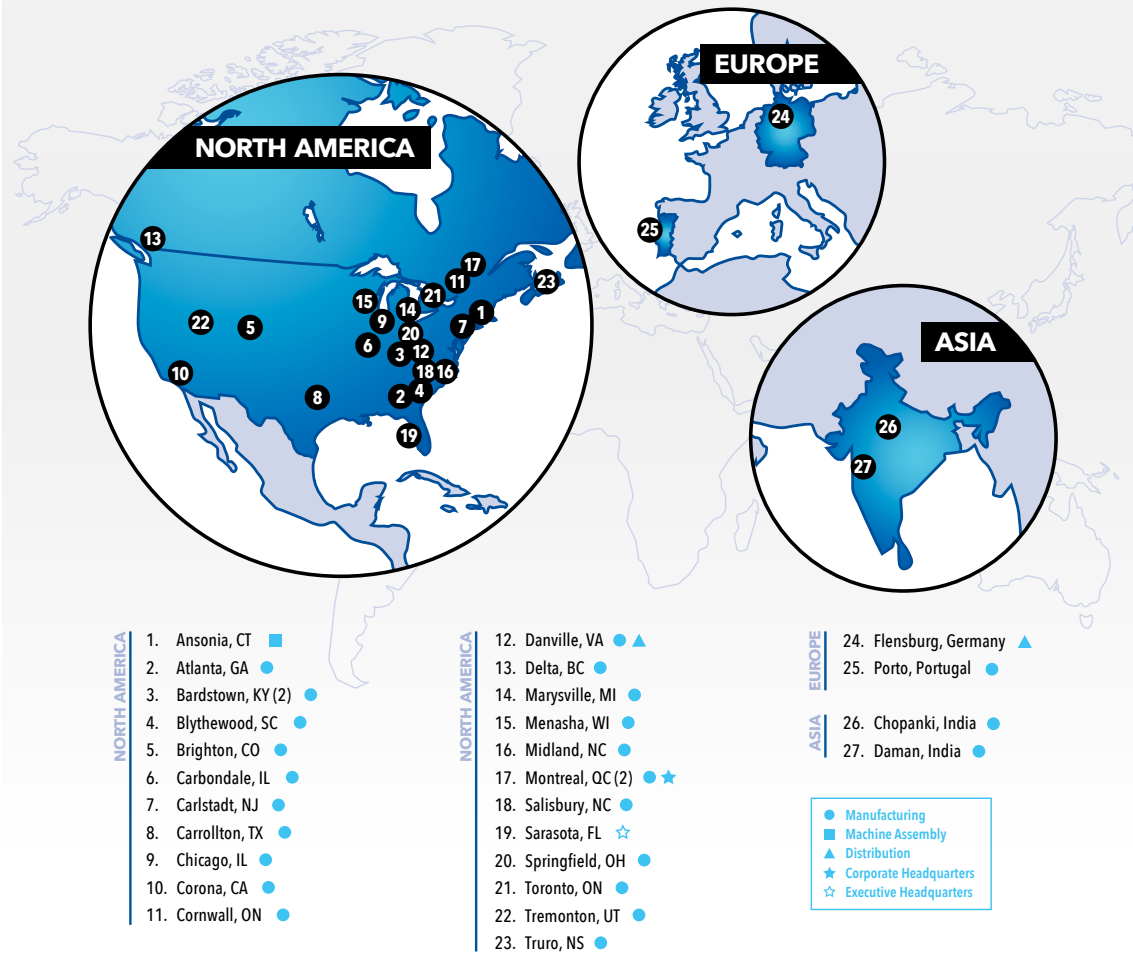 EUROPE
24
25
NORTH AMERICA
13
17
11
23
21
15
14
1
22
5
9
7
20
6
12
3
10
18
16
4
8
2
19
ASIA
26
27
NORTH AMERICA
1. Ansonia, CT
2. Atlanta, GA
3. Bardstown, KY (2)
4. Blythewood, SC
5. Brighton, CO
6. Carbondale, IL
7. Carlstadt, NJ
8. Carrollton, TX
9. Chicago, IL
10. Corona, CA
11. Cornwall, ON
NORTH AMERICA
12. Danville, VA
13. Delta, BC
14. Marysville, MI
15. Menasha, WI
16. Midland, NC
17. Montreal, QC (2)
18. Salisbury, NC
19. Sarasota, FL
20. Springfield, OH
21. Toronto, ON
22. Tremonton, UT
23. Truro, NS
EUROPE
24. Flensburg, Germany
25. Porto, Portugal
ASIA
26. Chopanki, India
27. Daman, India
Manufacturing
Machine Assembly
Distribution
Corporate Headquarters
Executive Headquarters